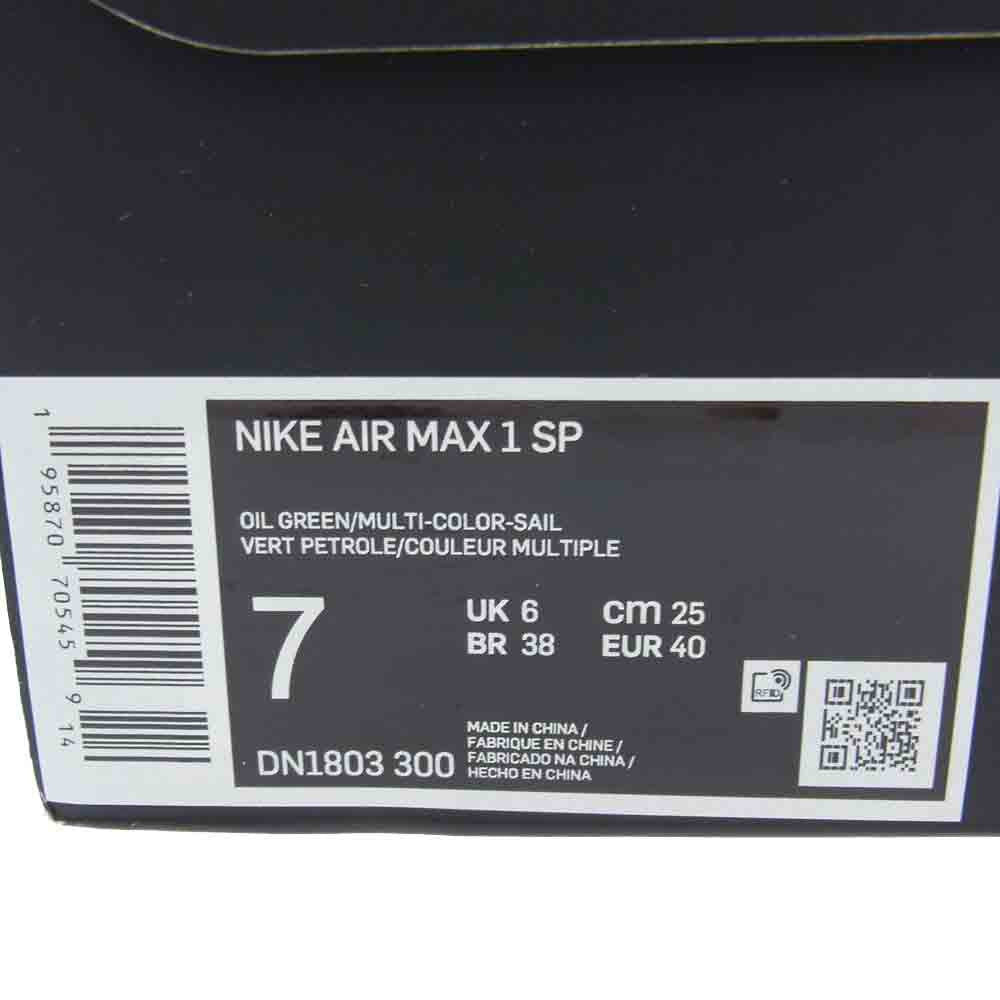 NIKE AIR MAX 1 SP
OIL GREEN/MULTI-COLOR-SAIL
VERT PETROLE/COULEUR MULTIPLE
7
UK 6 cm 25
BR 38 EUR 40
RFID
DN1803 300
MADE IN CHINA /
FABRIQUE EN CHINE /
FABRICADO NA CHINA /
HECHO EN CHINA
1 95870 70545 9 14